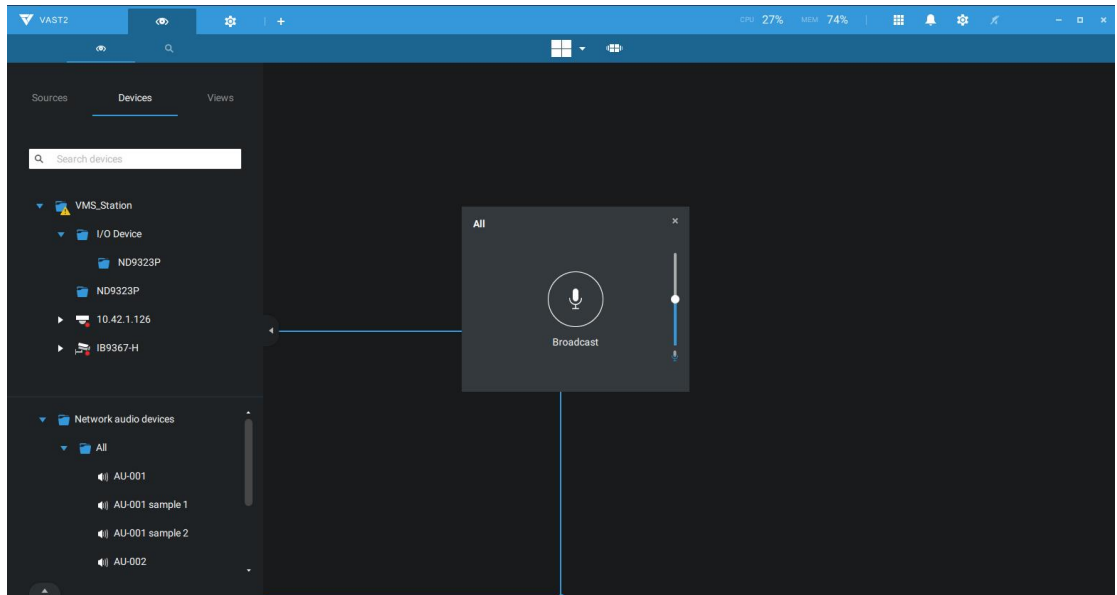 VAST2
CPU 27% MEM 74%
Sources Devices Views
Search devices
VMS_Station
I/O Device
ND9323P
ND9323P
10.42.1.126
IB9367-H
Network audio devices
All
AU-001
AU-001 sample 1
AU-001 sample 2
AU-002
All
Broadcast